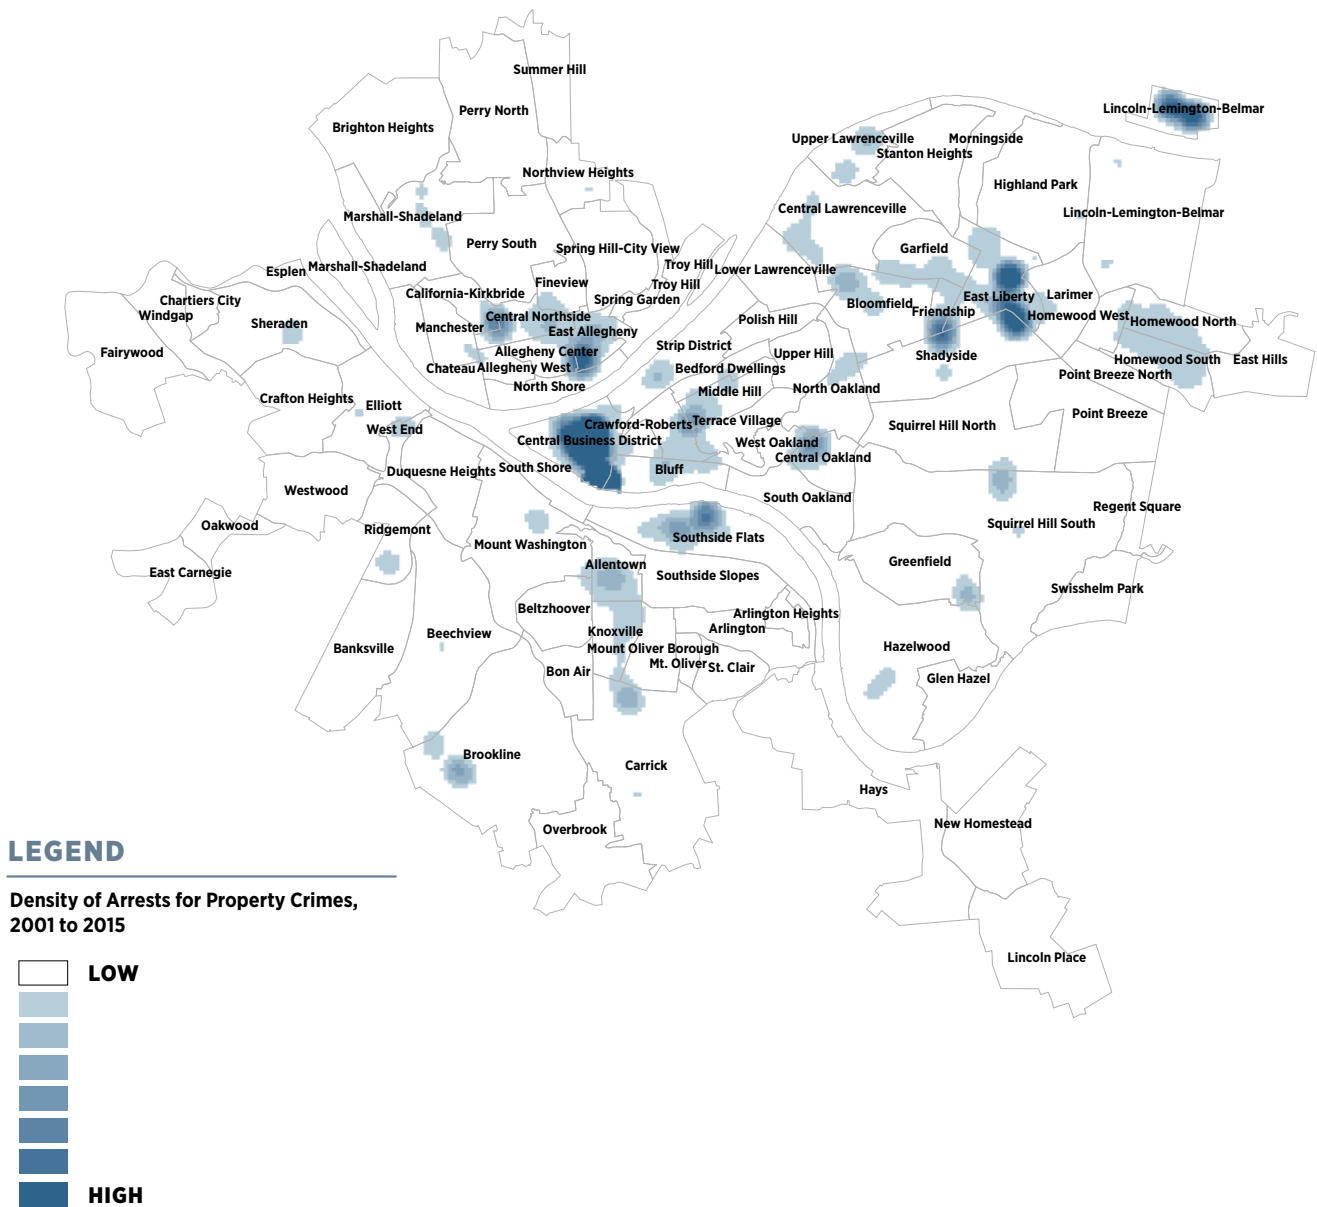 Summer Hill
Perry North
Brighton Heights
Lincoln-Lemington-Belmar
Upper Lawrenceville
Morningside
Stanton Heights
Northview Heights
Highland Park
Marshall-Shadeland
Central Lawrenceville
Lincoln-Lemington-Belmar
Perry South
Spring Hill-City View
Garfield
Esplen
Marshall-Shadeland
Troy Hill
Lower Lawrenceville
Fineview
Troy Hill
California-Kirkbride
Spring Garden
East Liberty
Larimer
Chartiers City
Windgap
Bloomfield
Friendship
Sheraden
Manchester
Central Northside
East Allegheny
Polish Hill
Homewood West
Homewood North
Fairywood
Allegheny Center
Strip District
Upper Hill
Shadyside
Homewood South
East Hills
Chateau
Allegheny West
Bedford Dwellings
Point Breeze North
North Shore
Middle Hill
North Oakland
Crafton Heights
Elliott
Point Breeze
West End
Crawford-Roberts
Terrace Village
Squirrel Hill North
Central Business District
West Oakland
Central Oakland
Duquesne Heights
South Shore
Bluff
Westwood
South Oakland
Regent Square
Oakwood
Ridgemont
Squirrel Hill South
Mount Washington
Southside Flats
East Carnegie
Allentown
Southside Slopes
Greenfield
Swisshelm Park
Beltzhoover
Arlington Heights
Arlington
Beechview
Knoxville
Banksville
Mount Oliver Borough
Hazelwood
Bon Air
Mt. Oliver
St. Clair
Glen Hazel
Brookline
Carrick
Hays
Overbrook
New Homestead
Lincoln Place
LEGEND
Density of Arrests for Property Crimes,
2001 to 2015
LOW
HIGH